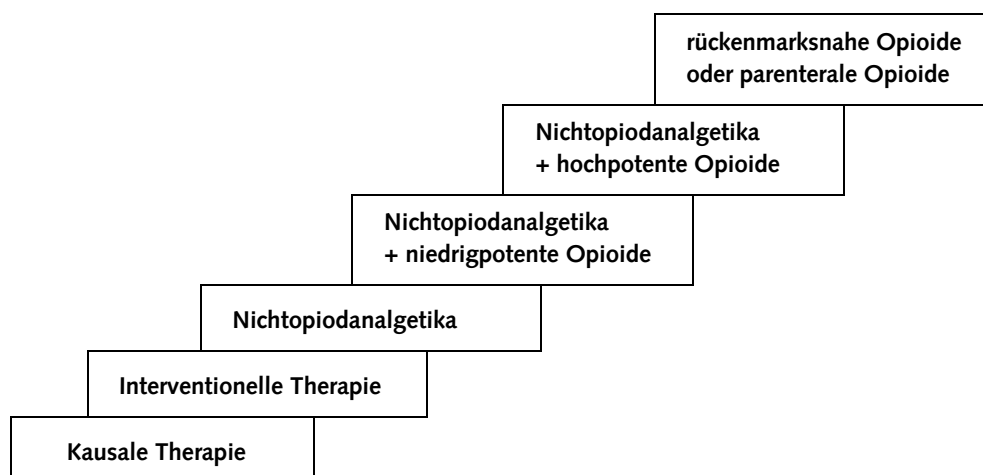 rückenmarksnahe Opioide
oder parenterale Opioide
Nichtopiodanalgetika
+ hochpotente Opioide
Nichtopiodanalgetika
+ niedrigpotente Opioide
Nichtopiodanalgetika
Interventionelle Therapie
Kausale Therapie